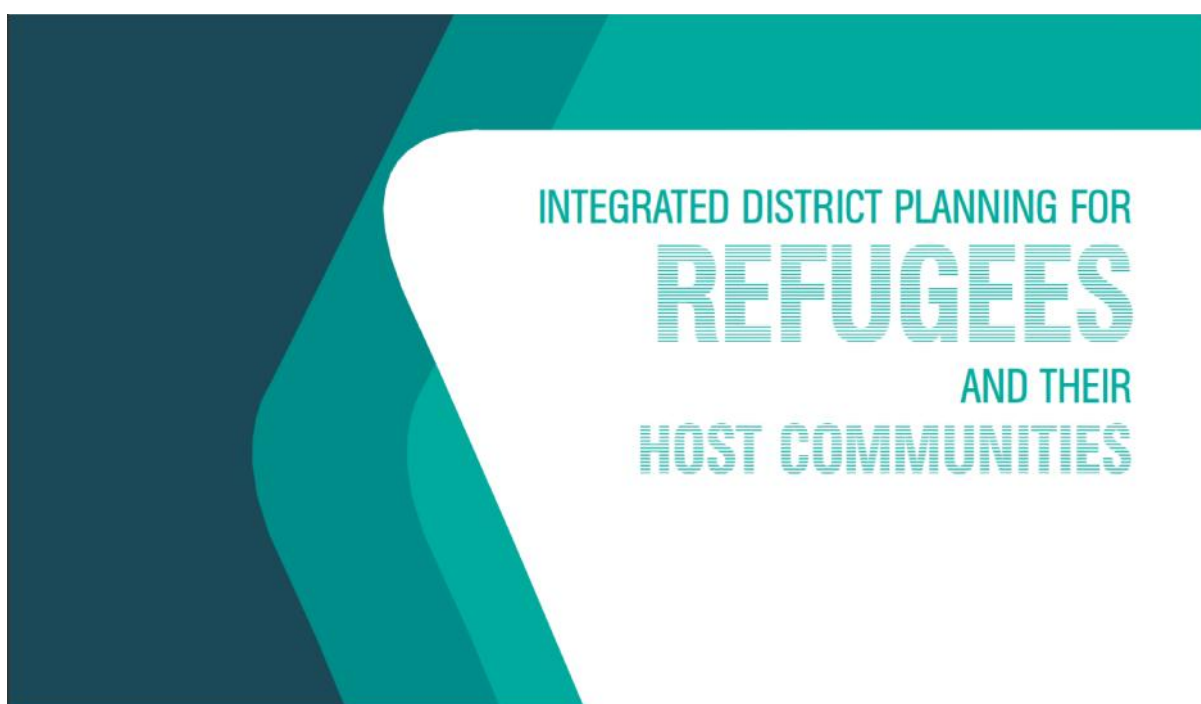 INTEGRATED DISTRICT PLANNING FOR
REFUGEES
AND THEIR
HOST COMMUNITIES